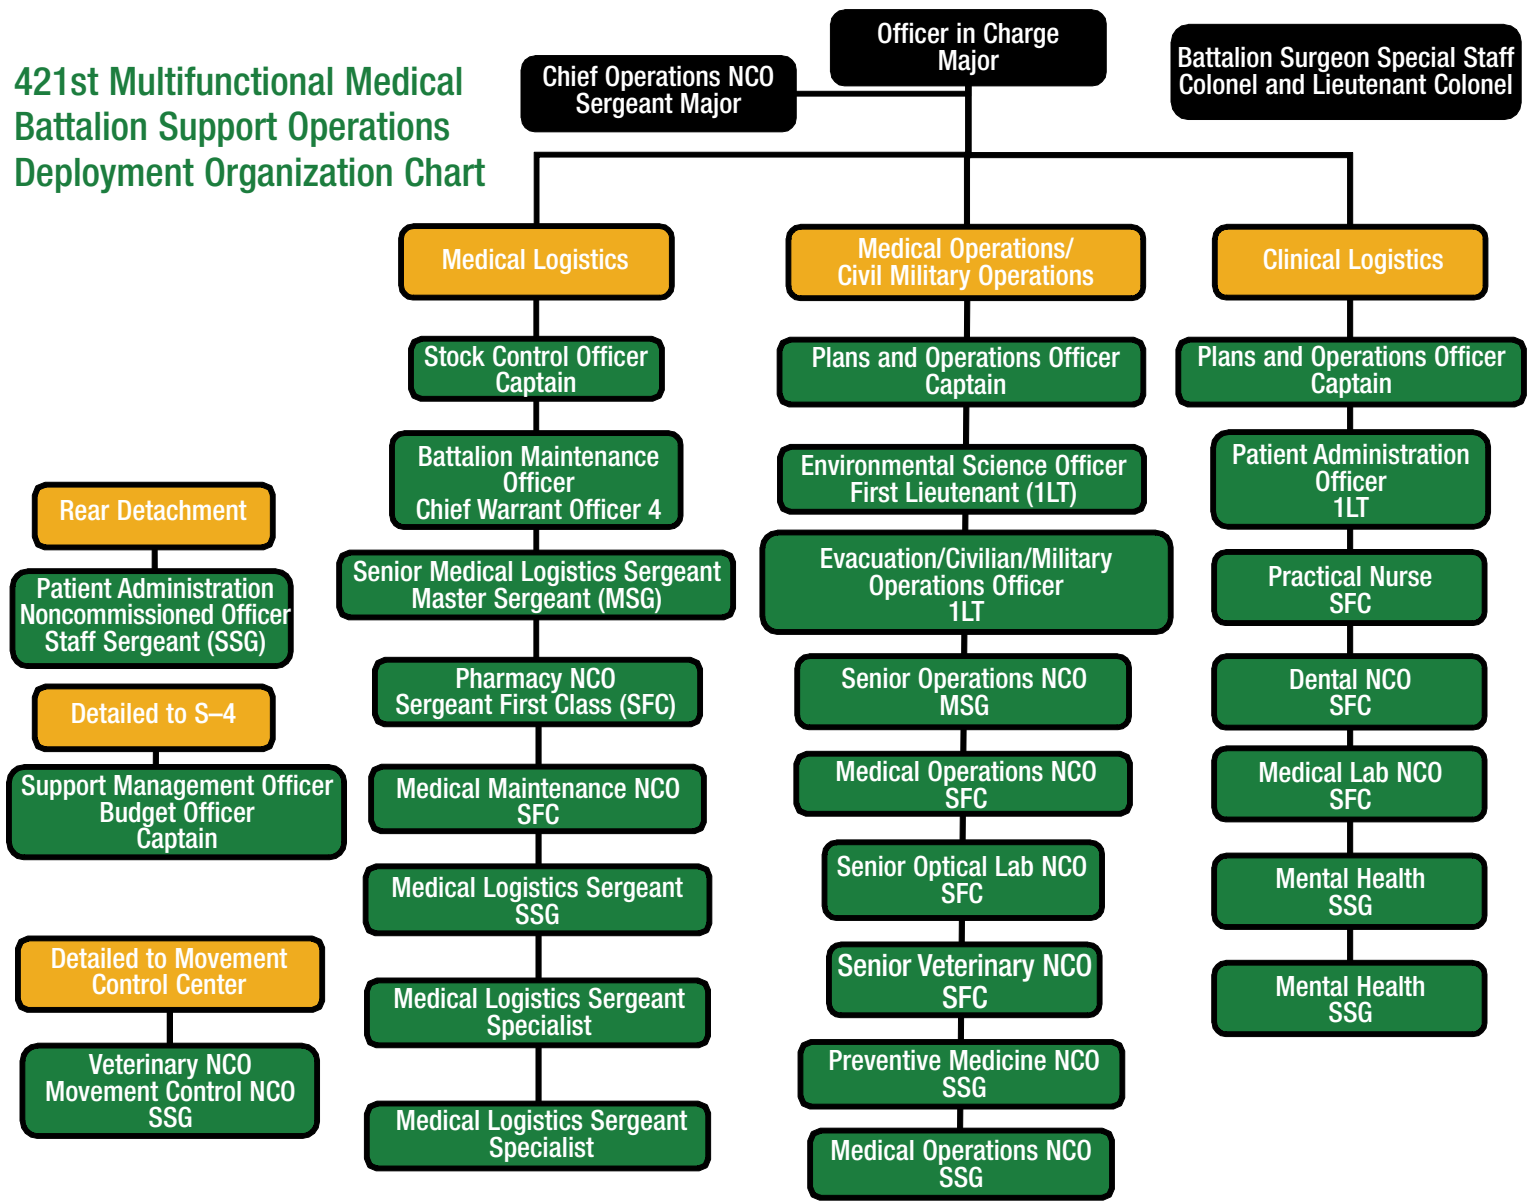 421st Multifunctional Medical
Battalion Support Operations
Deployment Organization Chart
Officer in Charge
Major
Chief Operations NCO
Sergeant Major
Battalion Surgeon Special Staff
Colonel and Lieutenant Colonel
Medical Logistics
Stock Control Officer
Captain
Battalion Maintenance
Officer
Chief Warrant Officer 4
Senior Medical Logistics Sergeant
Master Sergeant (MSG)
Pharmacy NCO
Sergeant First Class (SFC)
Medical Maintenance NCO
SFC
Medical Logistics Sergeant
SSG
Medical Logistics Sergeant
Specialist
Medical Logistics Sergeant
Specialist
Medical Operations/
Civil Military Operations
Plans and Operations Officer
Captain
Environmental Science Officer
First Lieutenant (1LT)
Evacuation/Civilian/Military
Operations Officer
1LT
Senior Operations NCO
MSG
Medical Operations NCO
SFC
Senior Optical Lab NCO
SFC
Senior Veterinary NCO
SFC
Preventive Medicine NCO
SSG
Medical Operations NCO
SSG
Clinical Logistics
Plans and Operations Officer
Captain
Patient Administration
Officer
1LT
Practical Nurse
SFC
Dental NCO
SFC
Medical Lab NCO
SFC
Mental Health
SSG
Mental Health
SSG
Rear Detachment
Patient Administration
Noncommissioned Officer
Staff Sergeant (SSG)
Detailed to S–4
Support Management Officer
Budget Officer
Captain
Detailed to Movement
Control Center
Veterinary NCO
Movement Control NCO
SSG